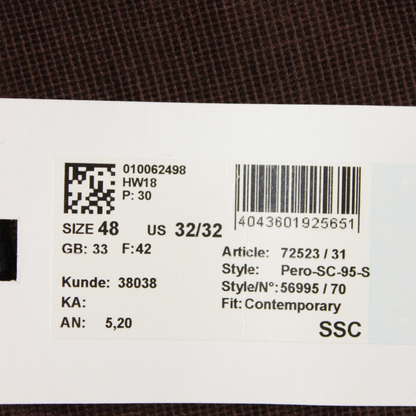 010062498
HW18
P: 30
4043601925651
SIZE 48 US 32/32
GB: 33 F:42
Article: 72523 / 31
Style: Pero-SC-95-S
Style/N°: 56995 / 70
Fit: Contemporary
Kunde: 38038
KA:
AN: 5,20
SSC